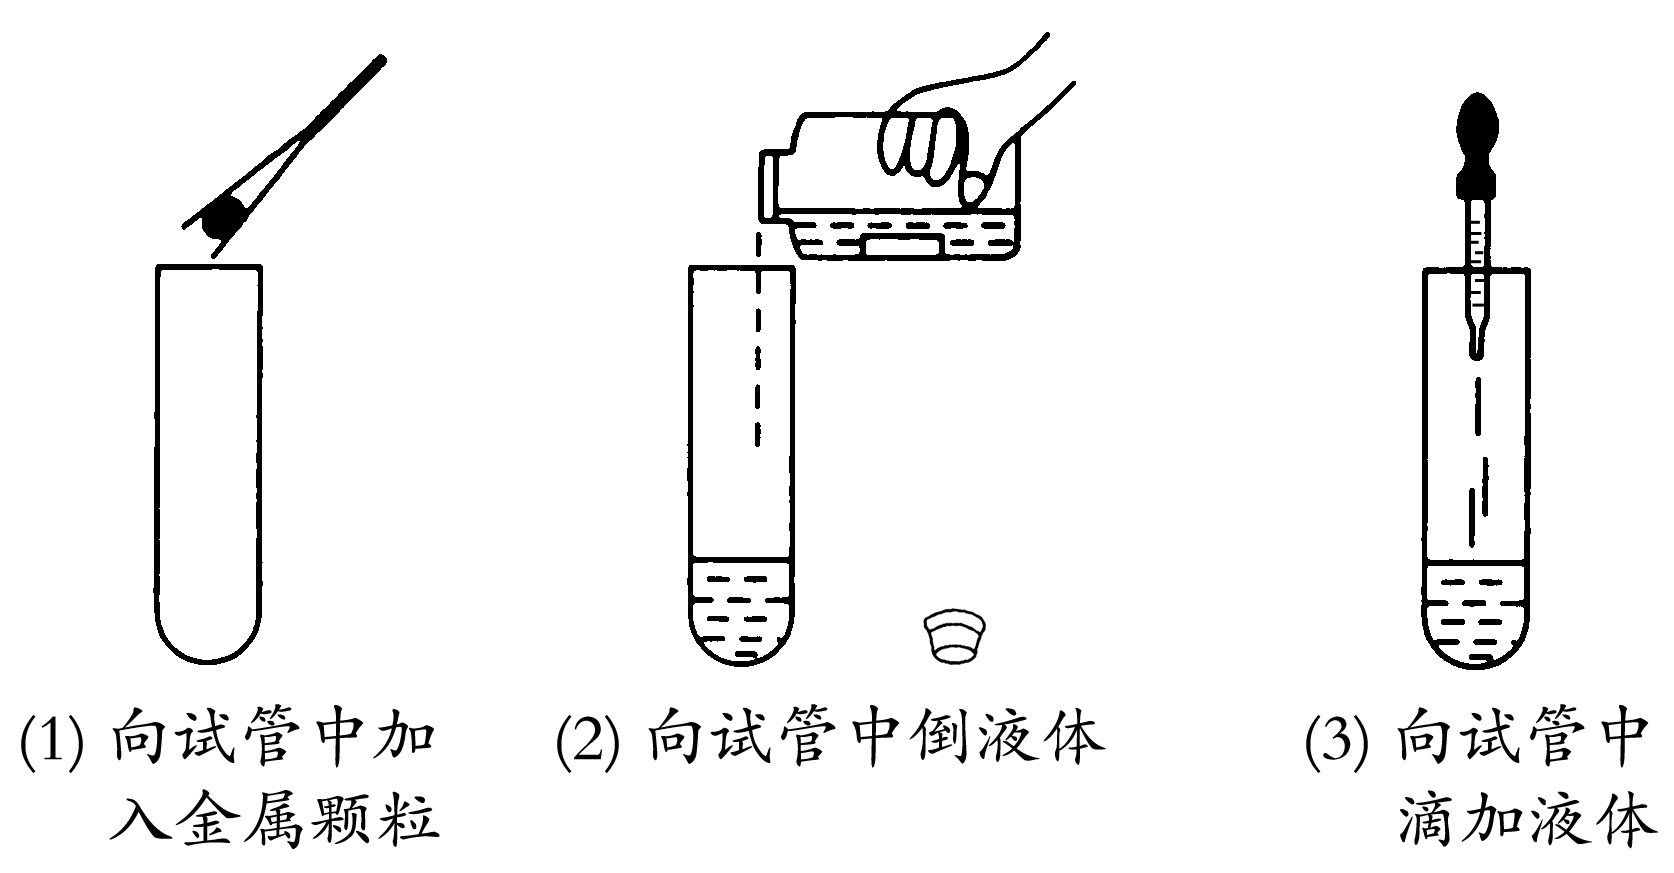 (1) 向试管中加
入金属颗粒
(2) 向试管中倒液体
(3) 向试管中
滴加液体